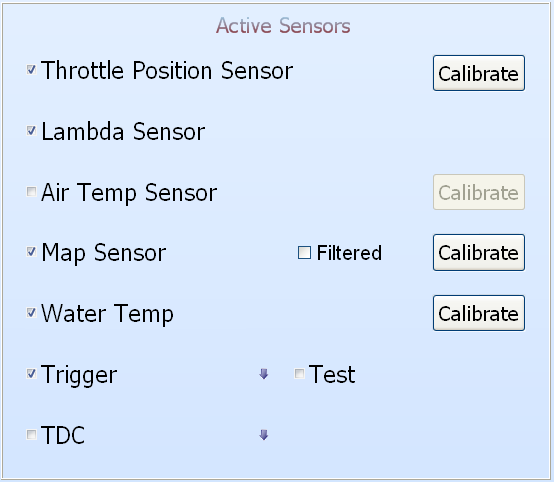 Active Sensors
Throttle Position Sensor Calibrate
Lambda Sensor
Air Temp Sensor Calibrate
Map Sensor Filtered Calibrate
Water Temp Calibrate
Trigger Test
TDC